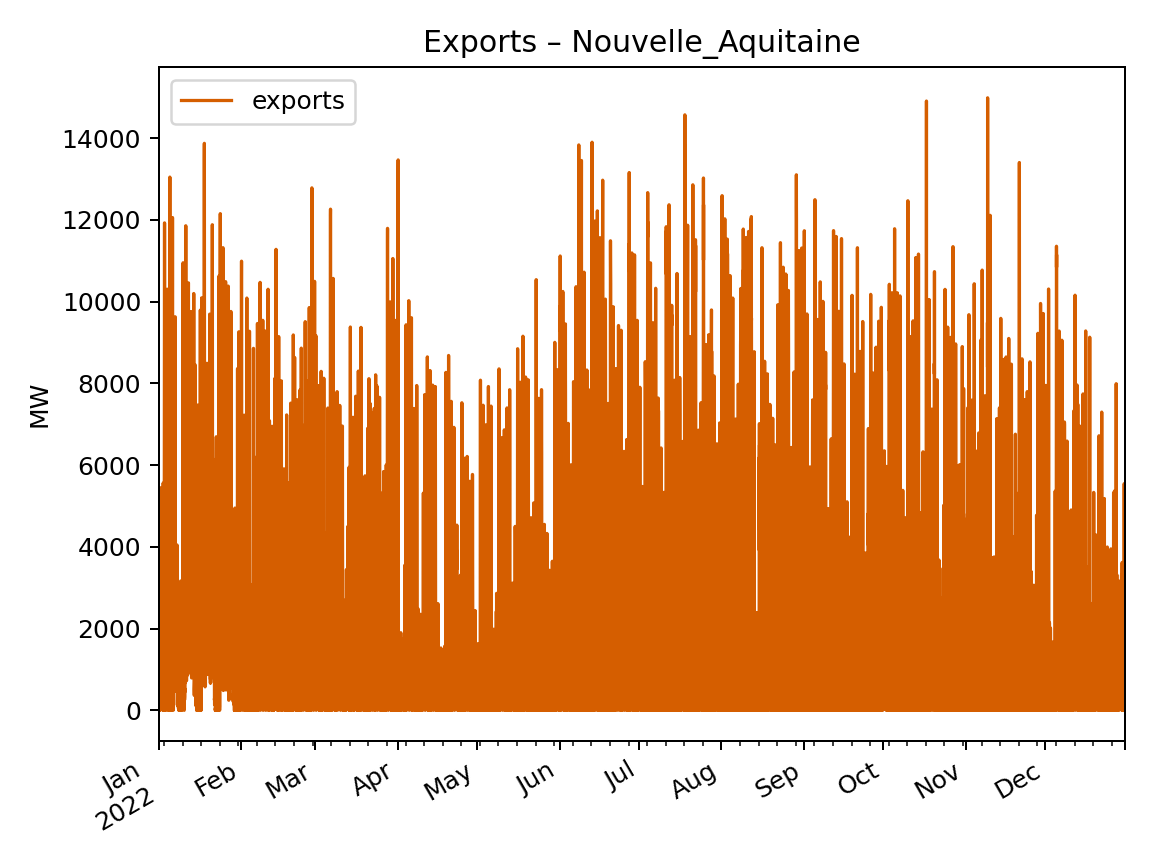 Exports – Nouvelle_Aquitaine
exports
MW
14000
12000
10000
8000
6000
4000
2000
0
Jan
2022
Feb
Mar
Apr
May
Jun
Jul
Aug
Sep
Oct
Nov
Dec